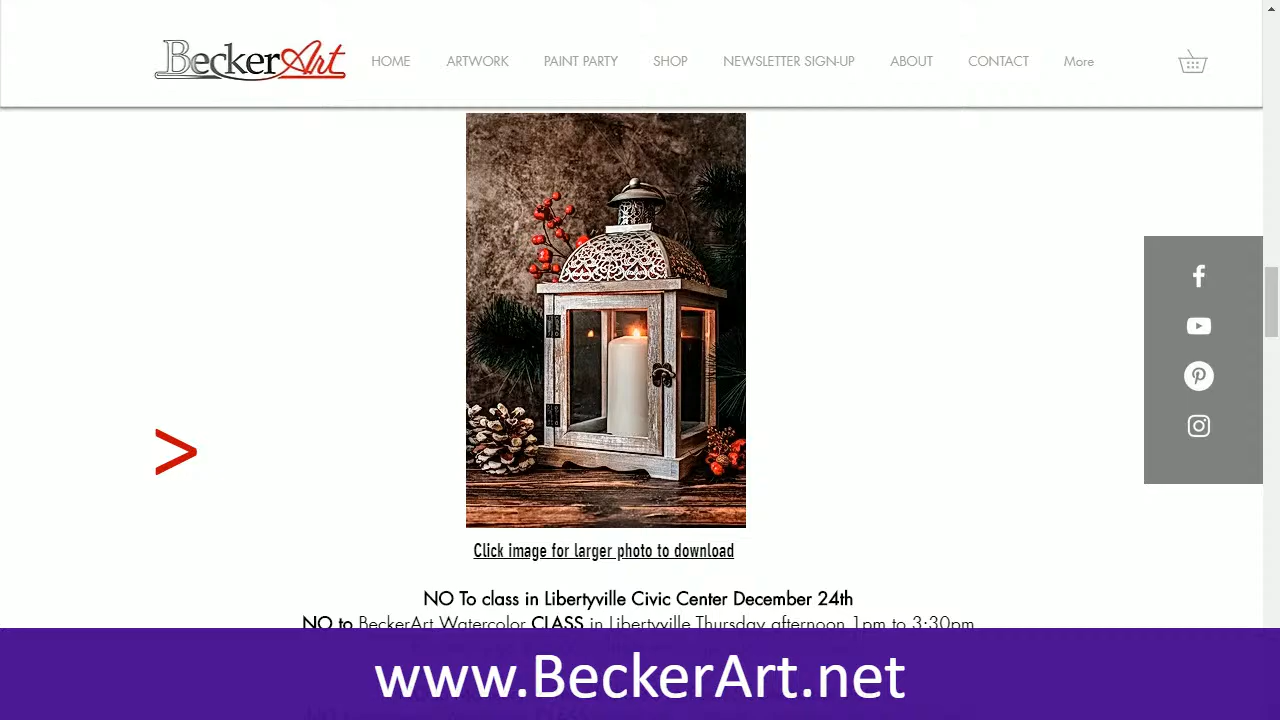 BeckerArt
HOME ARTWORK PAINT PARTY SHOP NEWSLETTER SIGN-UP ABOUT CONTACT More
>
Click image for larger photo to download
NO To class in Libertyville Civic Center December 24th
NO to BeckerArt Watercolor CLASS in Libertyville Thursday afternoon 1pm to 3:30pm
www.BeckerArt.net